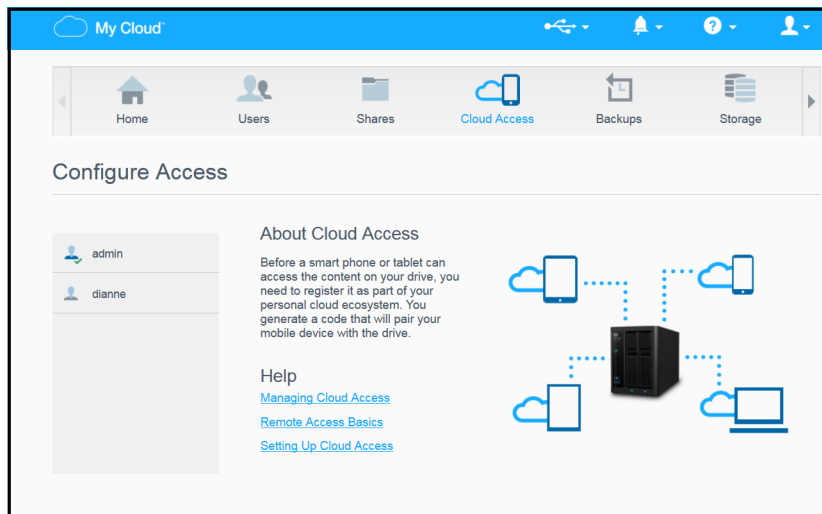 My Cloud™
Home
Users
Shares
Cloud Access
Backups
Storage
Configure Access
admin
dianne
About Cloud Access
Before a smart phone or tablet can
access the content on your drive, you
need to register it as part of your
personal cloud ecosystem. You
generate a code that will pair your
mobile device with the drive.
Help
Managing Cloud Access
Remote Access Basics
Setting Up Cloud Access